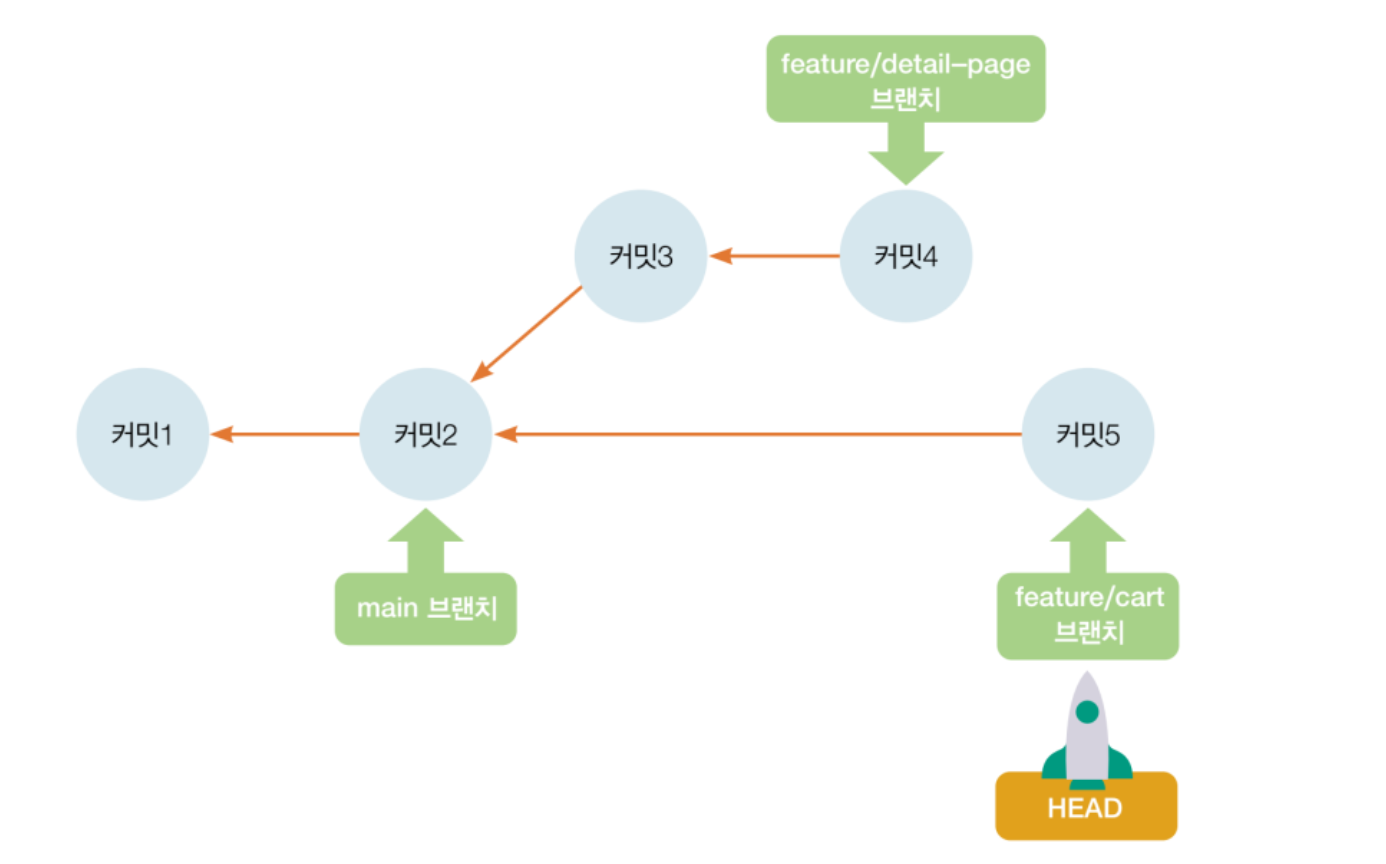 feature/detail–page
브랜치
커밋3
커밋4
커밋1
커밋2
커밋5
main 브랜치
feature/cart
브랜치
HEAD